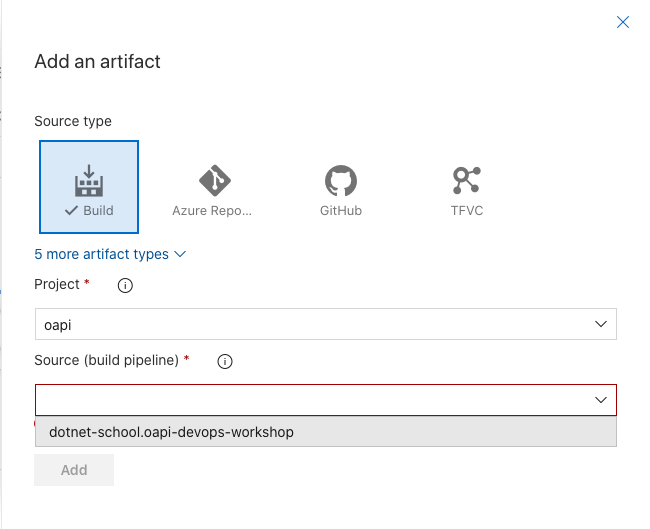 Add an artifact
Source type
Build
Azure Repo...
GitHub
TFVC
5 more artifact types
Project *
oapi
Source (build pipeline) *
dotnet-school.oapi-devops-workshop
Add